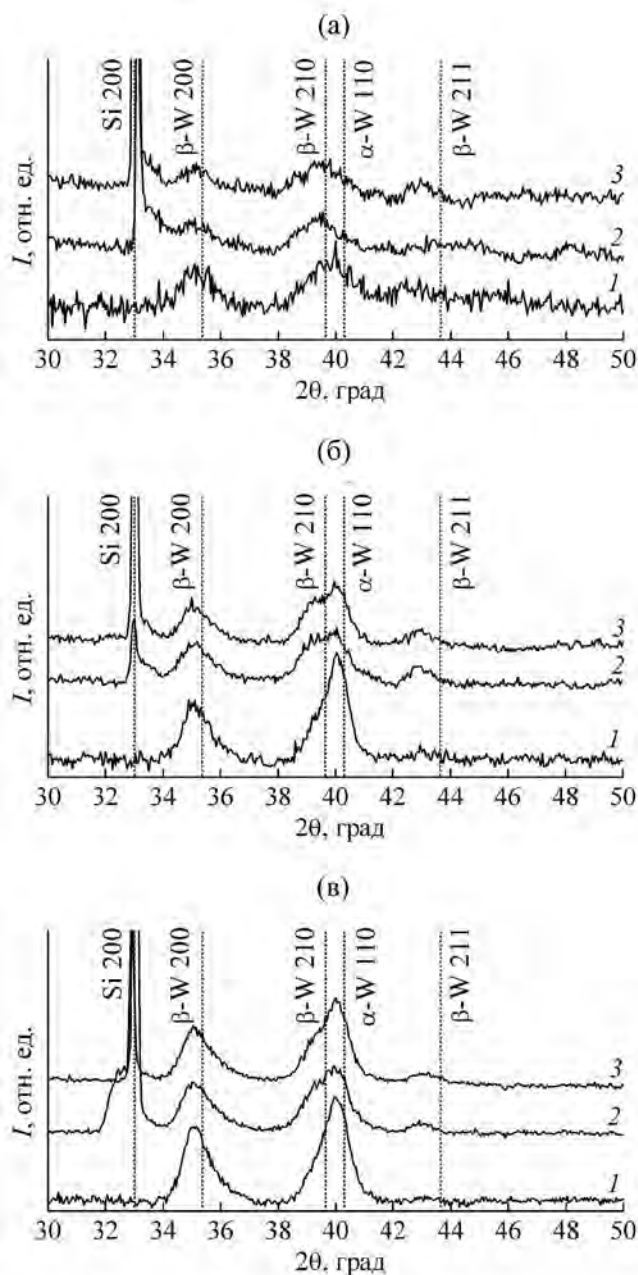 (а)
Si 200
β-W 200
β-W 210
α-W 110
β-W 211
3
2
1
I, отн. ед.
30 32 34 36 38 40 42 44 46 48 50
2θ, град
(б)
Si 200
β-W 200
β-W 210
α-W 110
β-W 211
3
2
1
I, отн. ед.
30 32 34 36 38 40 42 44 46 48 50
2θ, град
(в)
Si 200
β-W 200
β-W 210
α-W 110
β-W 211
3
2
1
I, отн. ед.
30 32 34 36 38 40 42 44 46 48 50
2θ, град